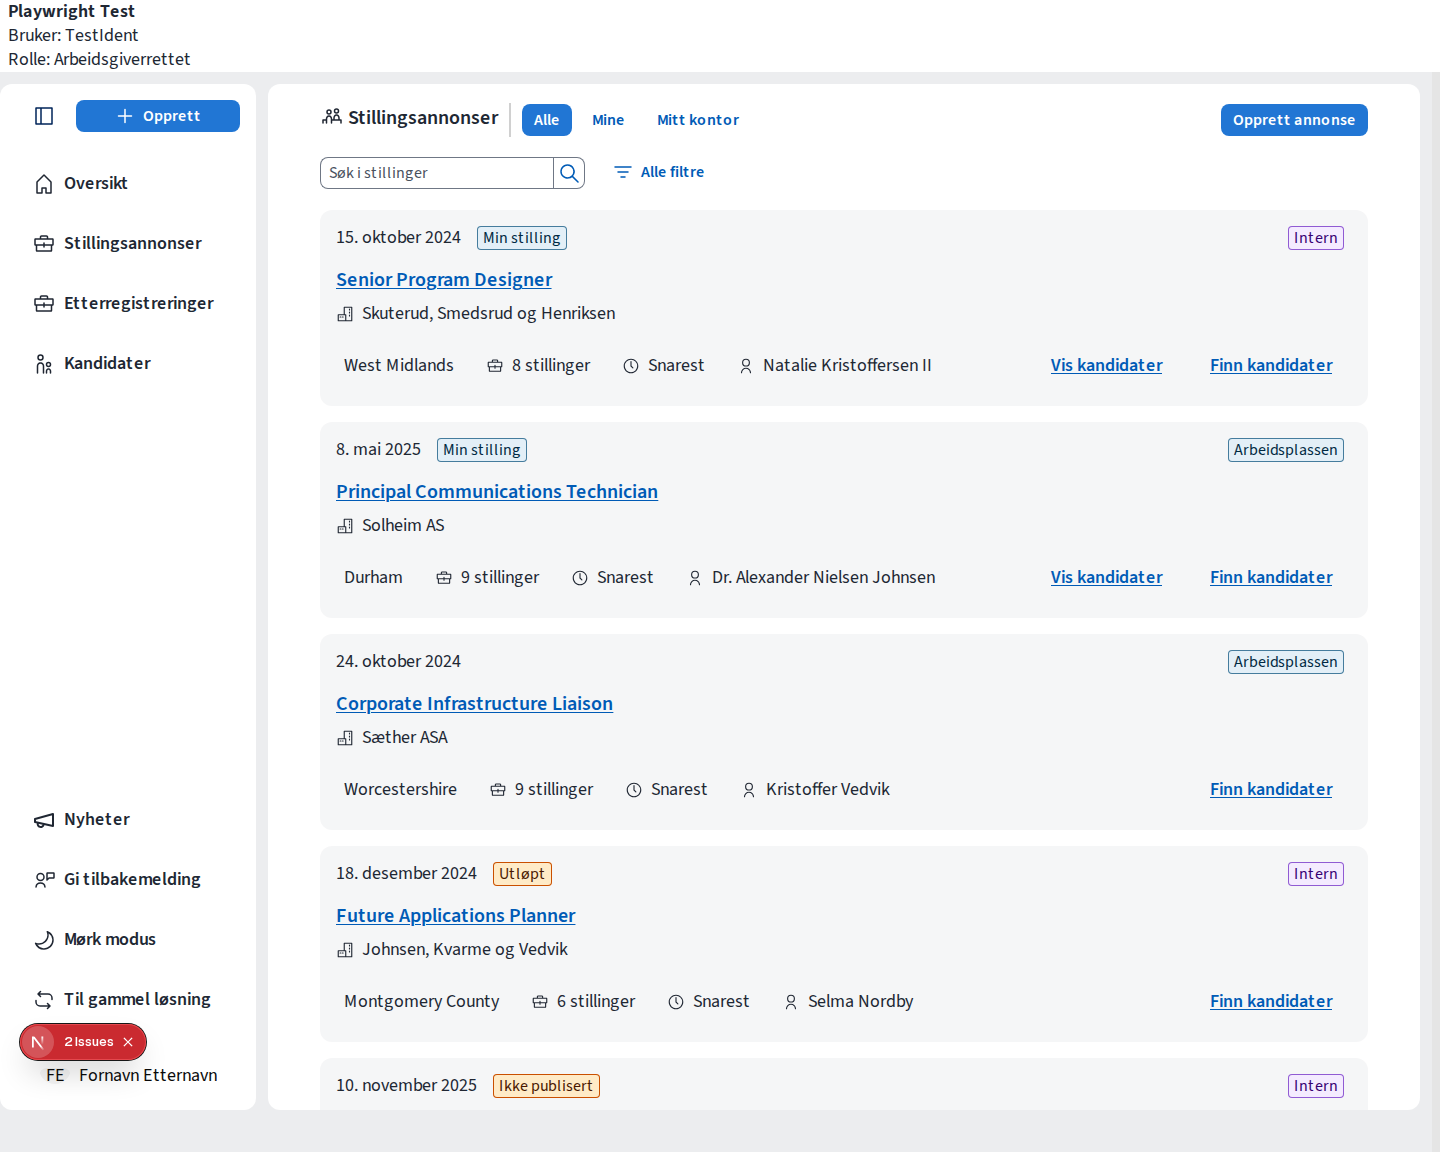 Playwright Test
Bruker: TestIdent
Rolle: Arbeidsgiverrettet
Opprett
Oversikt
Stillingsannonser
Etterregistreringer
Kandidater
Nyheter
Gi tilbakemelding
Mørk modus
Til gammel løsning
2 Issues
FE Fornavn Etternavn
Stillingsannonser Alle Mine Mitt kontor Opprett annonse
Søk i stillinger Alle filtre
15. oktober 2024 Min stilling Intern
Senior Program Designer
Skuterud, Smedsrud og Henriksen
West Midlands 8 stillinger Snarest Natalie Kristoffersen II Vis kandidater Finn kandidater
8. mai 2025 Min stilling Arbeidsplassen
Principal Communications Technician
Solheim AS
Durham 9 stillinger Snarest Dr. Alexander Nielsen Johnsen Vis kandidater Finn kandidater
24. oktober 2024 Arbeidsplassen
Corporate Infrastructure Liaison
Sæther ASA
Worcestershire 9 stillinger Snarest Kristoffer Vedvik Finn kandidater
18. desember 2024 Utløpt Intern
Future Applications Planner
Johnsen, Kvarme og Vedvik
Montgomery County 6 stillinger Snarest Selma Nordby Finn kandidater
10. november 2025 Ikke publisert Intern